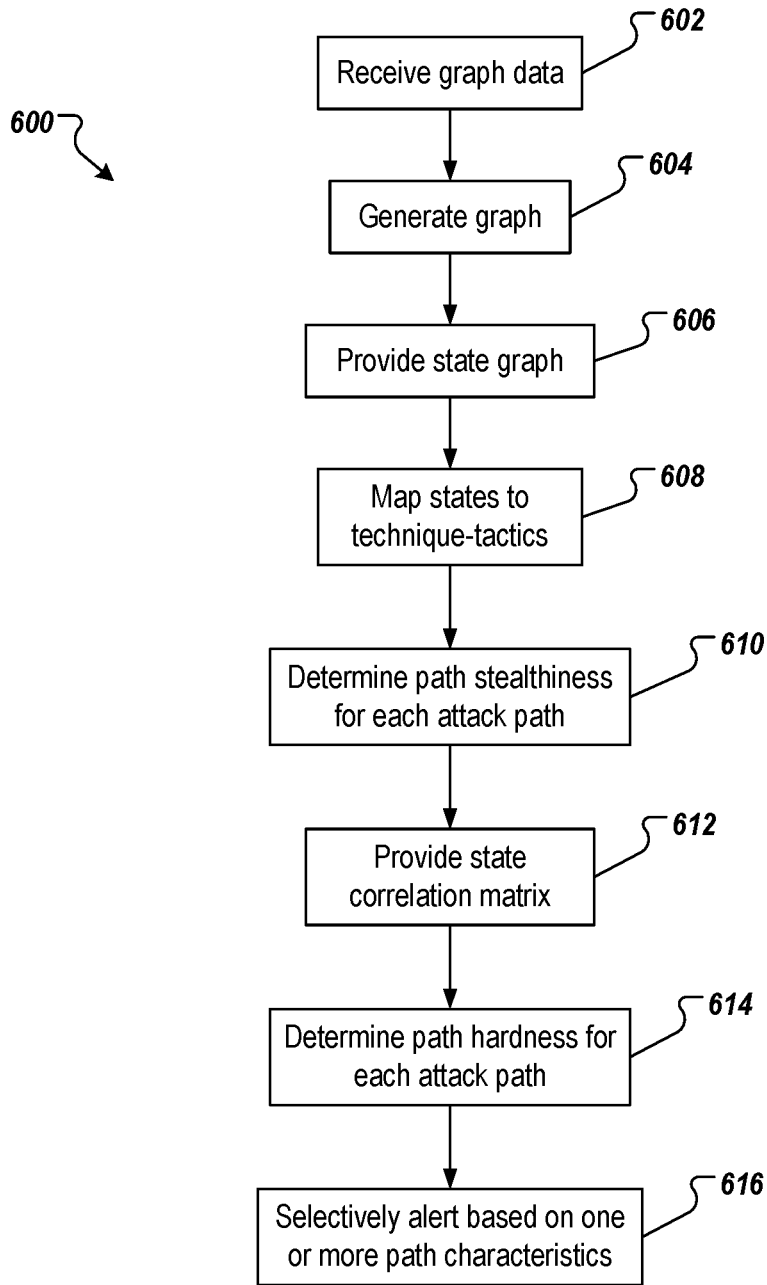 602
Receive graph data
600
604
Generate graph
606
Provide state graph
608
Map states to
technique-tactics
610
Determine path stealthiness
for each attack path
612
Provide state
correlation matrix
614
Determine path hardness for
each attack path
616
Selectively alert based on one
or more path characteristics